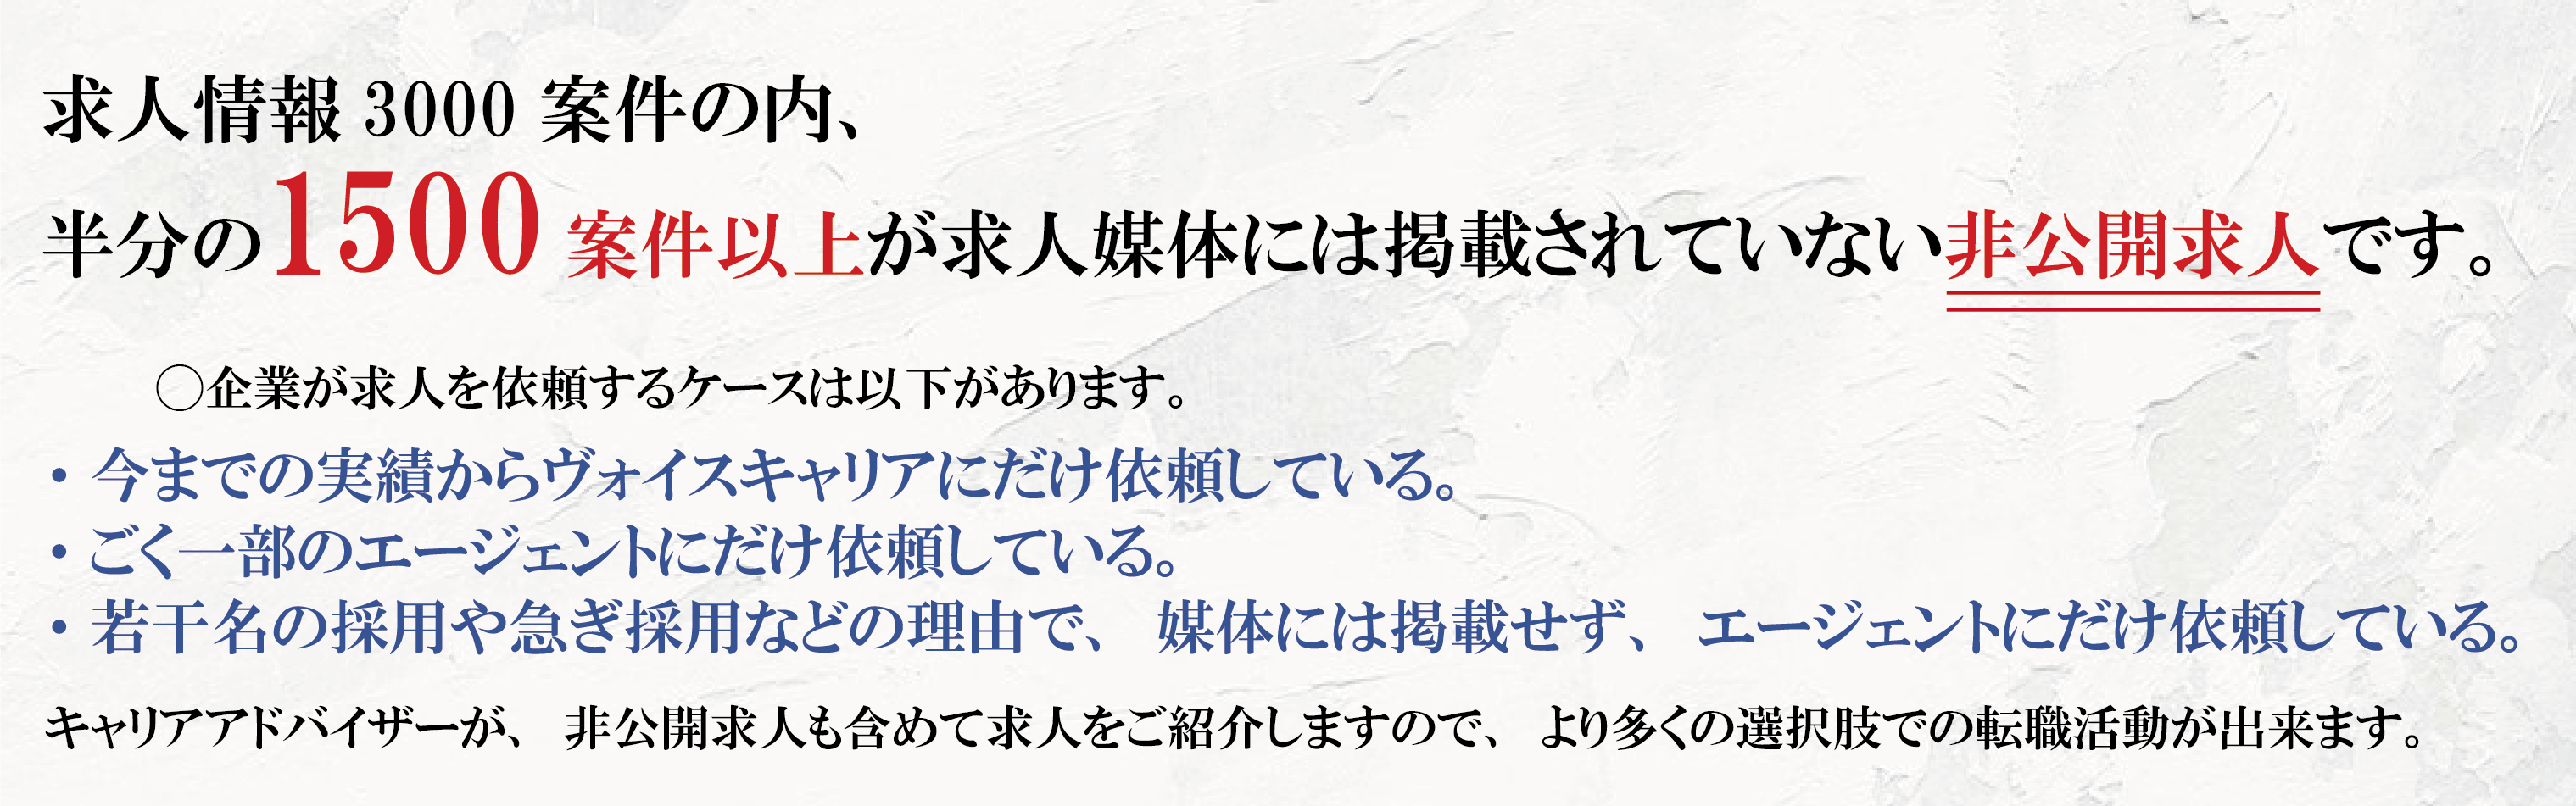 求人情報 3000 案件の内、
半分の1500 案件以上が求人媒体には掲載されていない非公開求人です。
○企業が求人を依頼するケースは以下があります。
・今までの実績からヴォイスキャリアにだけ依頼している。
・ごく一部のエージェントにだけ依頼している。
・若干名の採用や急ぎ採用などの理由で、 媒体には掲載せず、 エージェントにだけ依頼している。
キャリアアドバイザーが、 非公開求人も含めて求人をご紹介しますので、 より多くの選択肢での転職活動が出来ます。